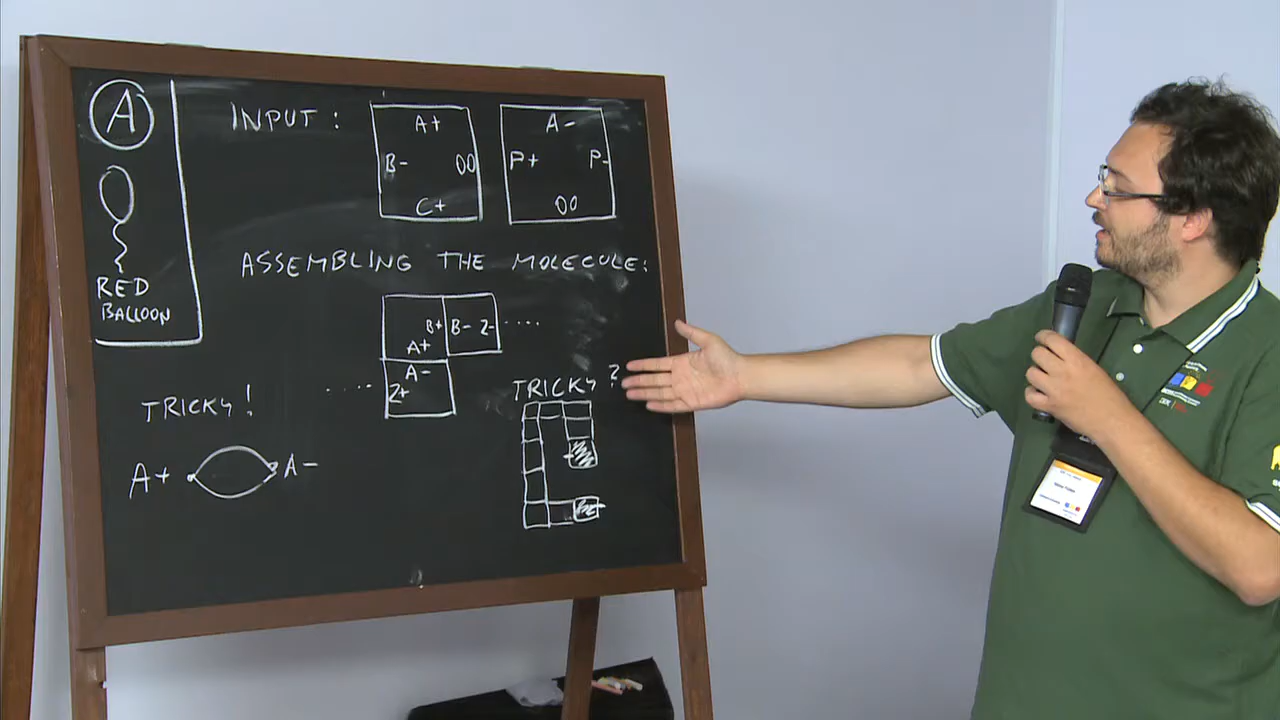 A
RED
BALLOON
INPUT:
A+
B- 00
C+
A-
P+ P-
00
ASSEMBLING THE MOLECULE:
B+ B- Z- ....
A+
A-
.... Z+
TRICKY!
A+ A-
TRICKY?